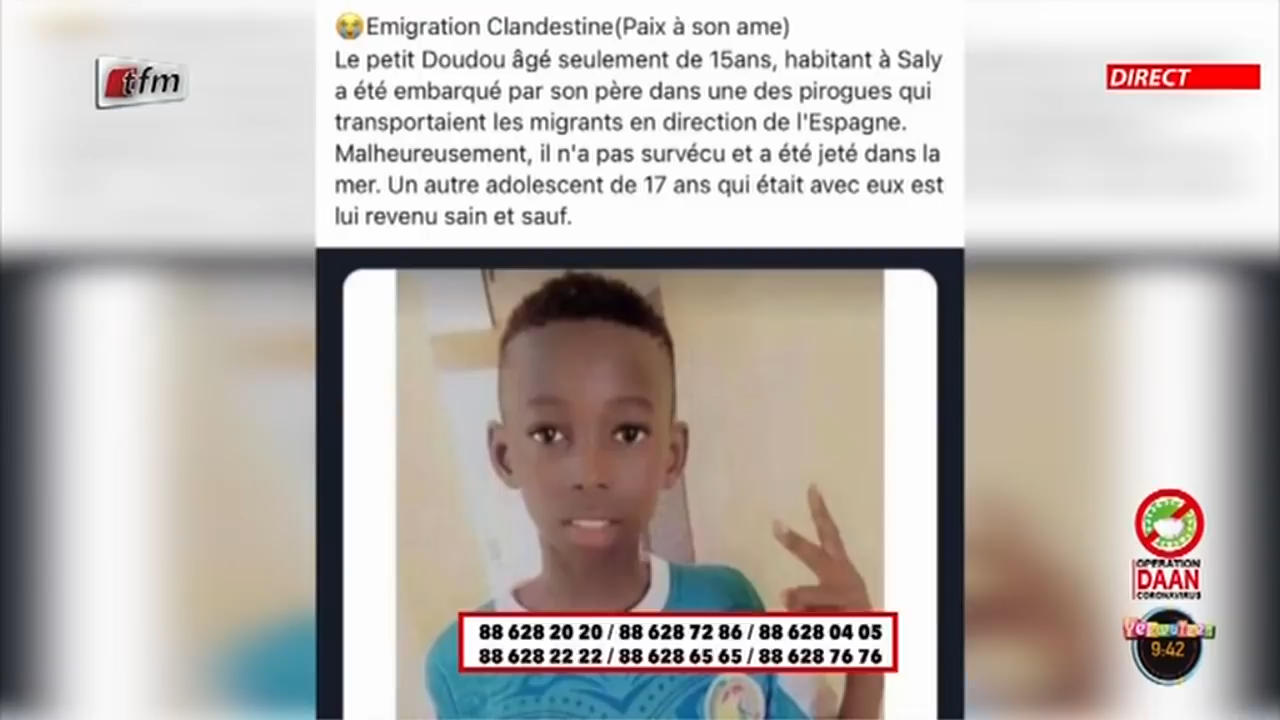 😭Emigration Clandestine(Paix à son ame)
Le petit Doudou âgé seulement de 15ans, habitant à Saly
a été embarqué par son père dans une des pirogues qui
transportaient les migrants en direction de l'Espagne.
Malheureusement, il n'a pas survécu et a été jeté dans la
mer. Un autre adolescent de 17 ans qui était avec eux est
lui revenu sain et sauf.
tfm
DIRECT
OPERATION
DAAN
CORONAVIRUS
Yeewuleen
9:42
88 628 20 20 / 88 628 72 86 / 88 628 04 05
88 628 22 22 / 88 628 65 65 / 88 628 76 76